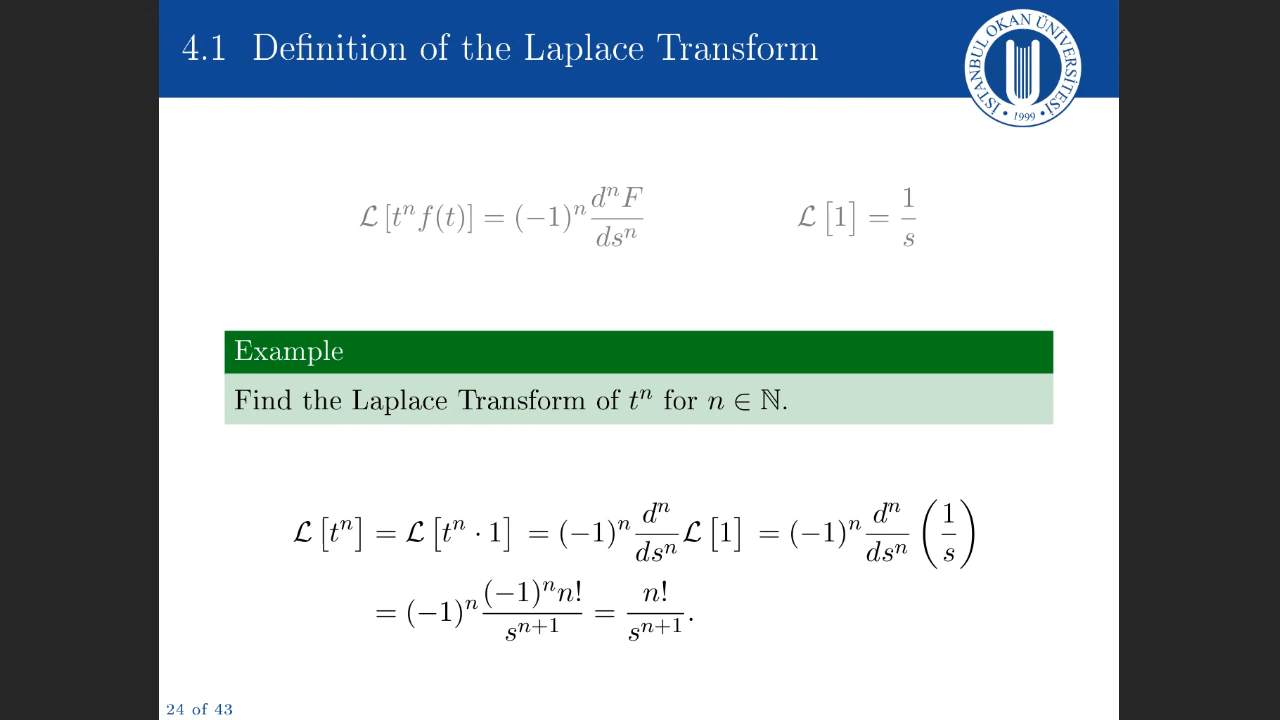 4.1 Definition of the Laplace Transform
İSTANBUL OKAN ÜNİVERSİTESİ
• 1999 •
ℒ [tⁿf(t)] = (−1)ⁿ dⁿF/dsⁿ    ℒ [1] = 1/s
Example
Find the Laplace Transform of tⁿ for n ∈ ℕ.
ℒ [tⁿ] = ℒ [tⁿ · 1] = (−1)ⁿ dⁿ/dsⁿ ℒ [1] = (−1)ⁿ dⁿ/dsⁿ (1/s)
= (−1)ⁿ (−1)ⁿn!/sⁿ⁺¹ = n!/sⁿ⁺¹.
24 of 43